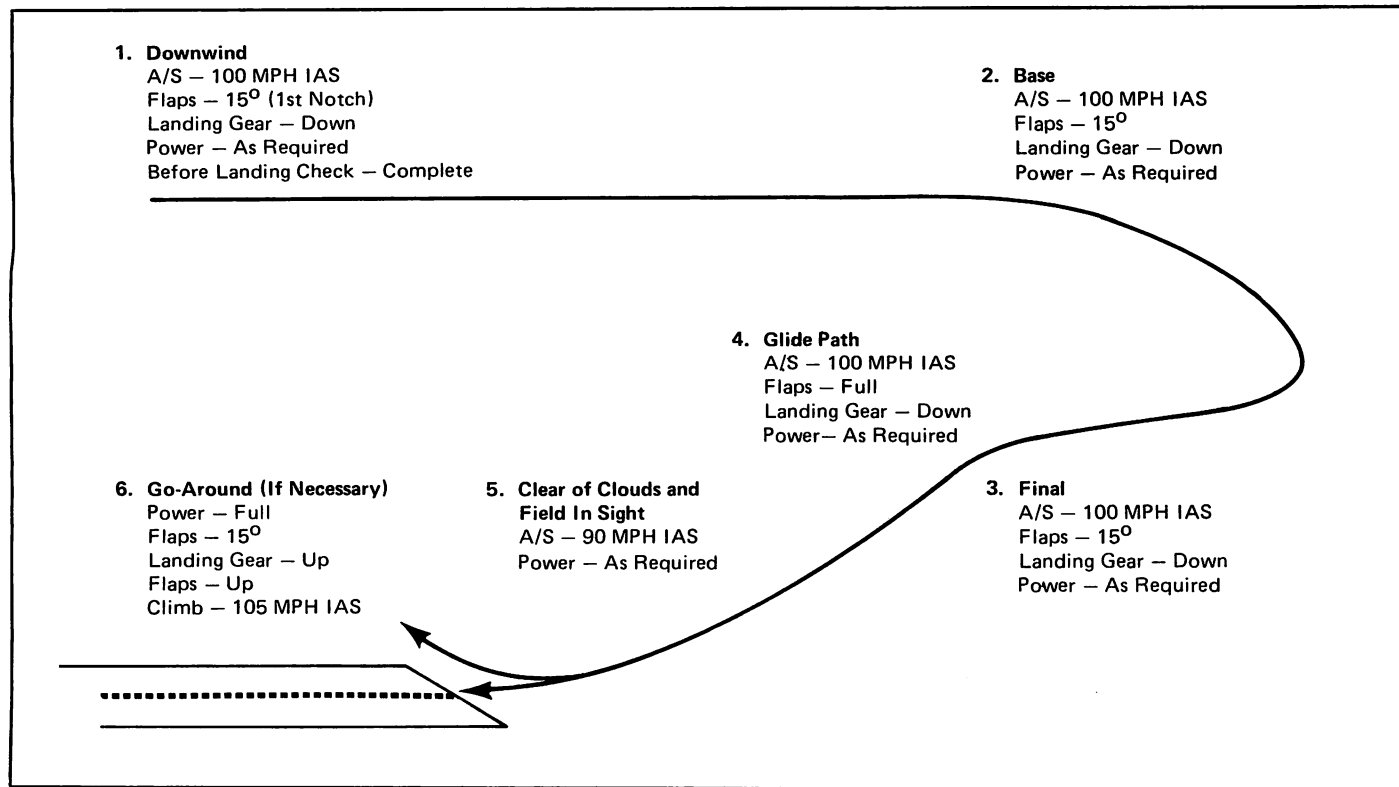 1. Downwind
A/S – 100 MPH IAS
Flaps – 15° (1st Notch)
Landing Gear – Down
Power – As Required
Before Landing Check – Complete
2. Base
A/S – 100 MPH IAS
Flaps – 15°
Landing Gear – Down
Power – As Required
3. Final
A/S – 100 MPH IAS
Flaps – 15°
Landing Gear – Down
Power – As Required
4. Glide Path
A/S – 100 MPH IAS
Flaps – Full
Landing Gear – Down
Power– As Required
5. Clear of Clouds and
Field In Sight
A/S – 90 MPH IAS
Power – As Required
6. Go-Around (If Necessary)
Power – Full
Flaps – 15°
Landing Gear – Up
Flaps – Up
Climb – 105 MPH IAS